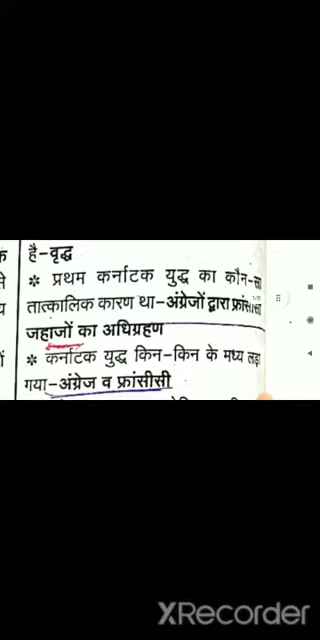 है–वृद्ध
* प्रथम कर्नाटक युद्ध का कौन-सा
तात्कालिक कारण था–अंग्रेजों द्वारा फ्रांसीसी
जहाजों का अधिग्रहण
* कर्नाटक युद्ध किन-किन के मध्य लड़ा
गया–अंग्रेज व फ्रांसीसी
XRecorder